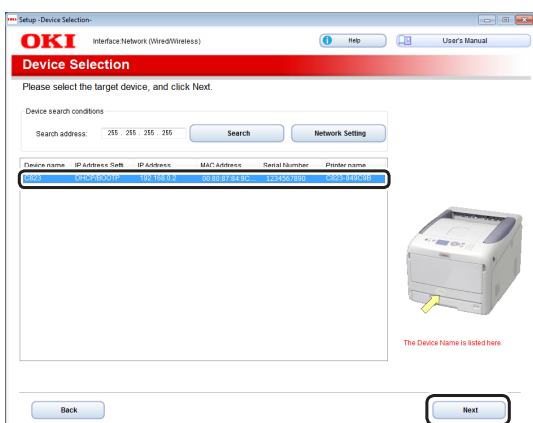 OKI Setup -Device Selection-
OKI Interface:Network (Wired/Wireless) Help User's Manual
Device Selection
Please select the target device, and click Next.
Device search conditions
Search address: 255 . 255 . 255 . 255 Search Network Setting
Device name IP Address Setti... IP Address MAC Address Serial Number Printer name
C823 DHCP/BOOTP 192.168.0.2 00:80:87:84:9C... 1234567890 C823-849C9B
The Device Name is listed here.
Back Next